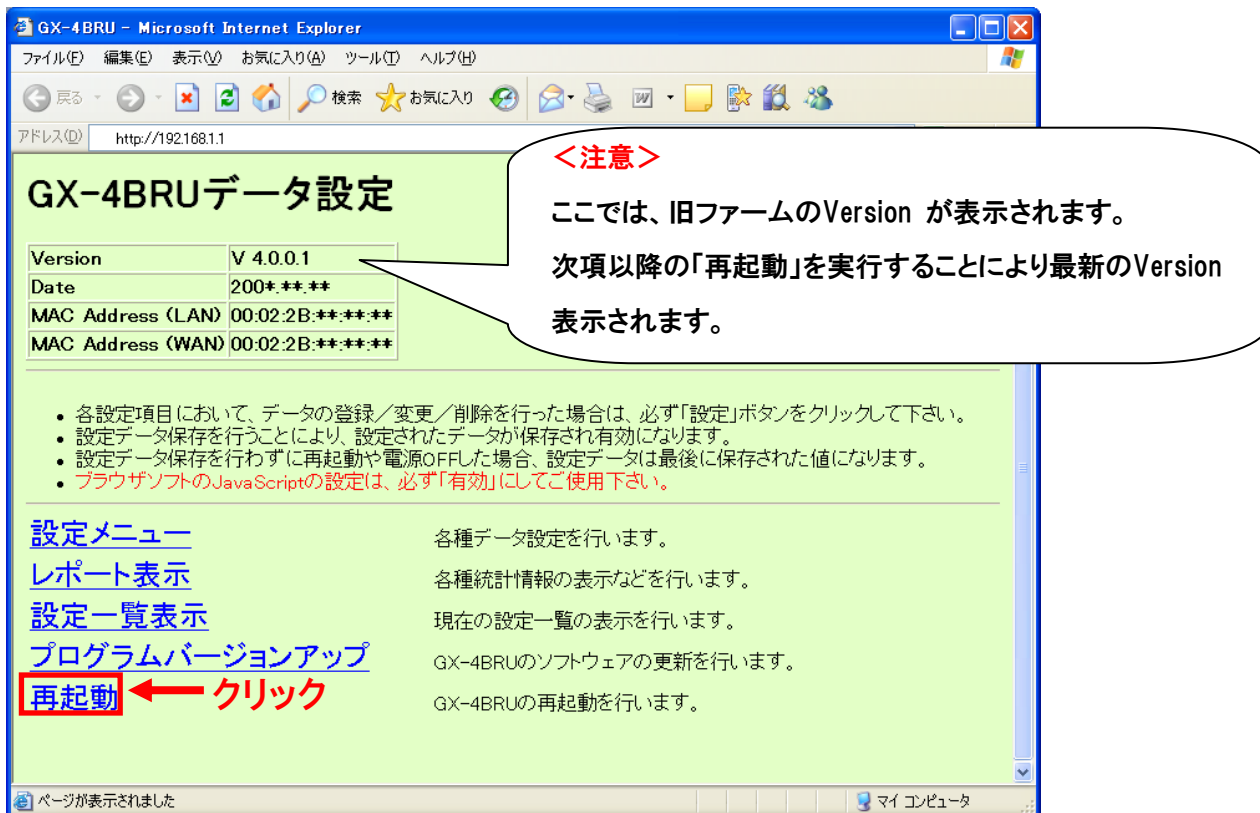 GX-4BRU - Microsoft Internet Explorer
ファイル(F) 編集(E) 表示(V) お気に入り(A) ツール(T) ヘルプ(H)
戻る 検索 お気に入り
アドレス(D) http://192.168.1.1
＜注意＞
ここでは、旧ファームのVersion が表示されます。
次項以降の「再起動」を実行することにより最新のVersion
表示されます。
GX-4BRUデータ設定
Version V 4.0.0.1
Date 200*.**.**
MAC Address (LAN) 00:02:2B:**:**:**
MAC Address (WAN) 00:02:2B:**:**:**
• 各設定項目において、データの登録／変更／削除を行った場合は、必ず「設定」ボタンをクリックして下さい。
• 設定データ保存を行うことにより、設定されたデータが保存され有効になります。
• 設定データ保存を行わずに再起動や電源OFFした場合、設定データは最後に保存された値になります。
• ブラウザソフトのJavaScriptの設定は、必ず「有効」にしてご使用下さい。
設定メニュー 各種データ設定を行います。
レポート表示 各種統計情報の表示などを行います。
設定一覧表示 現在の設定一覧の表示を行います。
プログラムバージョンアップ GX-4BRUのソフトウェアの更新を行います。
再起動 クリック GX-4BRUの再起動を行います。
ページが表示されました マイ コンピュータ